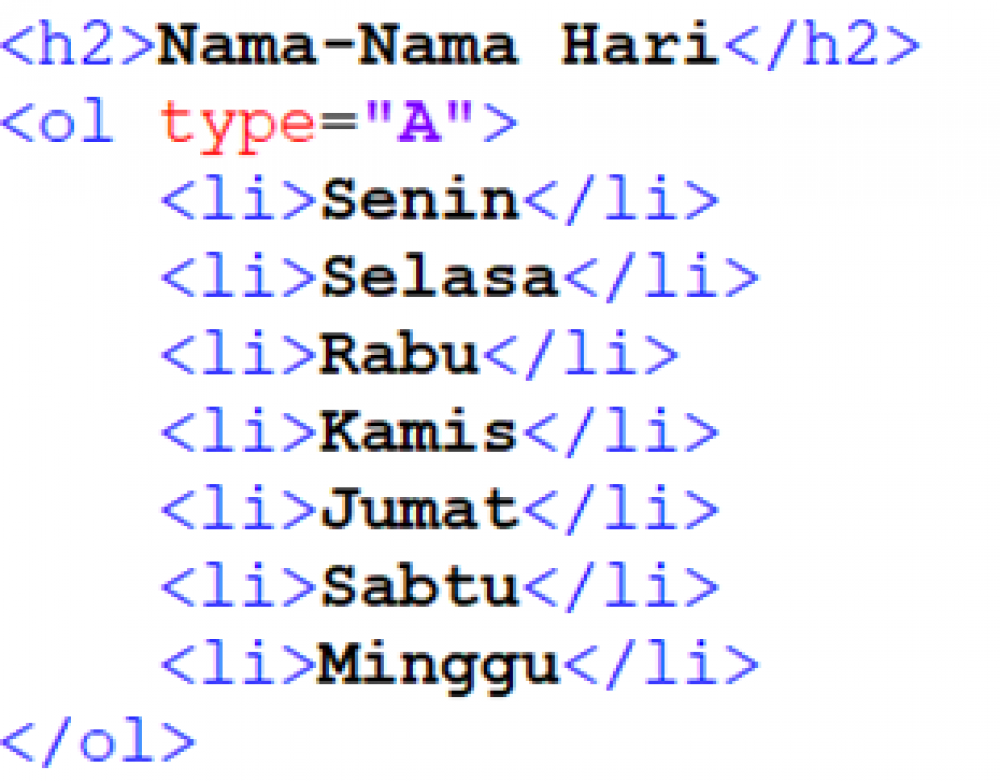 <h2>Nama-Nama Hari</h2>
<ol type="A">
<li>Senin</li>
<li>Selasa</li>
<li>Rabu</li>
<li>Kamis</li>
<li>Jumat</li>
<li>Sabtu</li>
<li>Minggu</li>
</ol>